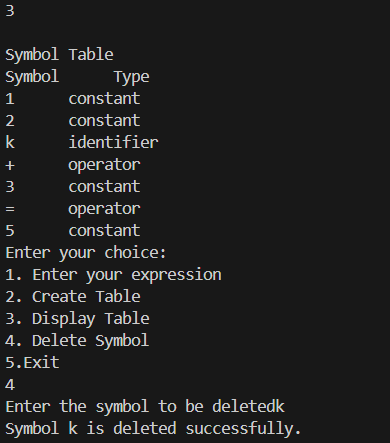 3

Symbol Table
Symbol      Type
1      constant
2      constant
k      identifier
+      operator
3      constant
=      operator
5      constant
Enter your choice:
1. Enter your expression
2. Create Table
3. Display Table
4. Delete Symbol
5.Exit
4
Enter the symbol to be deletedk
Symbol k is deleted successfully.